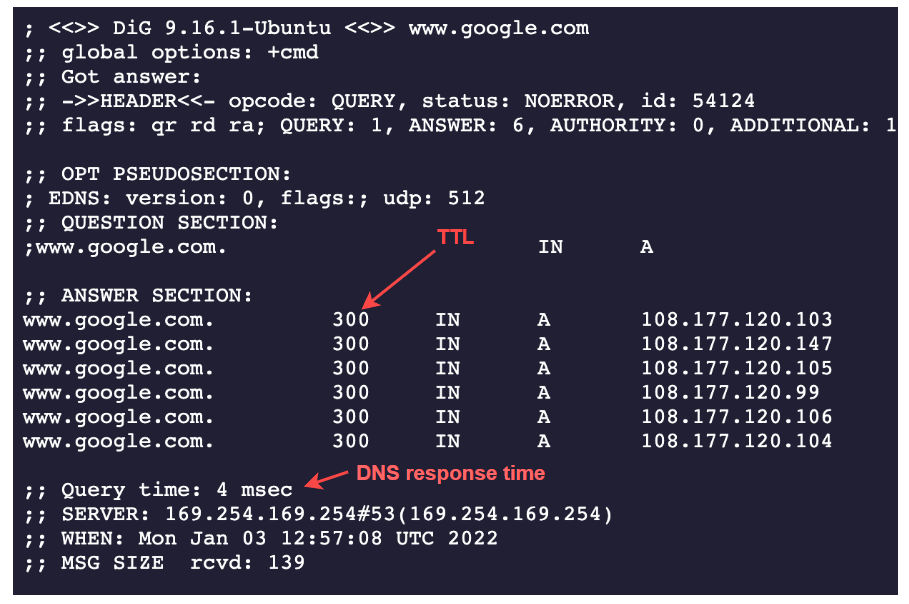 ; <<>> DiG 9.16.1-Ubuntu <<>> www.google.com
;; global options: +cmd
;; Got answer:
;; ->>HEADER<<- opcode: QUERY, status: NOERROR, id: 54124
;; flags: qr rd ra; QUERY: 1, ANSWER: 6, AUTHORITY: 0, ADDITIONAL: 1
;; OPT PSEUDOSECTION:
; EDNS: version: 0, flags:; udp: 512
;; QUESTION SECTION:
TTL
;www.google.com. IN A
;; ANSWER SECTION:
www.google.com. 300 IN A 108.177.120.103
www.google.com. 300 IN A 108.177.120.147
www.google.com. 300 IN A 108.177.120.105
www.google.com. 300 IN A 108.177.120.99
www.google.com. 300 IN A 108.177.120.106
www.google.com. 300 IN A 108.177.120.104
DNS response time
;; Query time: 4 msec
;; SERVER: 169.254.169.254#53(169.254.169.254)
;; WHEN: Mon Jan 03 12:57:08 UTC 2022
;; MSG SIZE  rcvd: 139